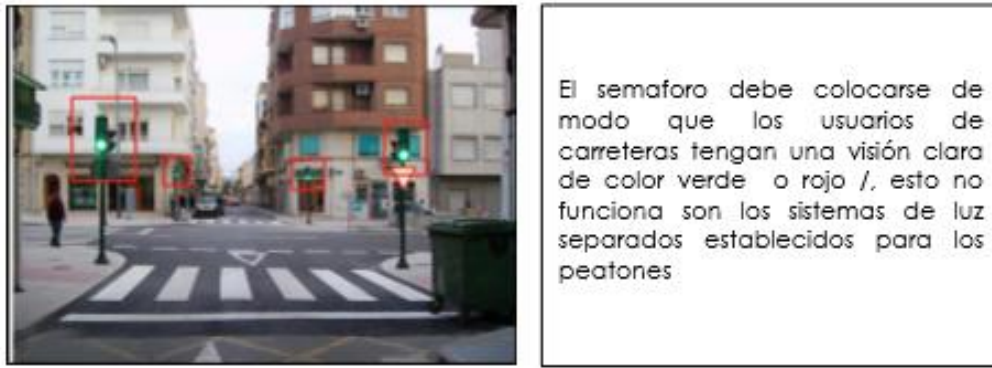 El semaforo debe colocarse de
modo que los usuarios de
carreteras tengan una visión clara
de color verde o rojo /, esto no
funciona son los sistemas de luz
separados establecidos para los
peatones